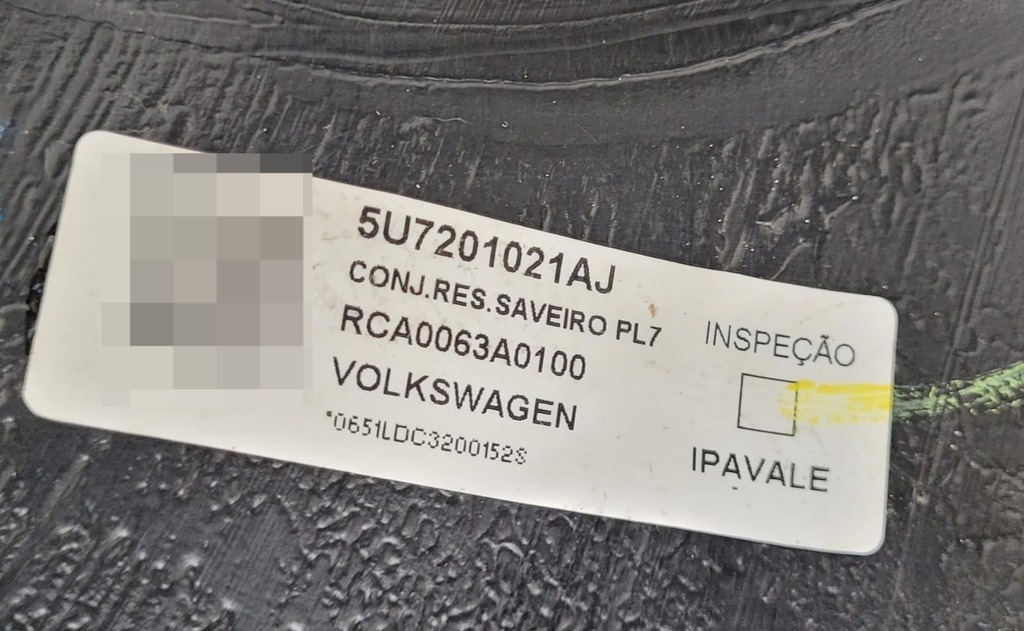 5U7201021AJ
CONJ.RES.SAVEIRO PL7
RCA0063A0100
VOLKSWAGEN
*0651LDC3200152S
INSPEÇÃO
IPAVALE